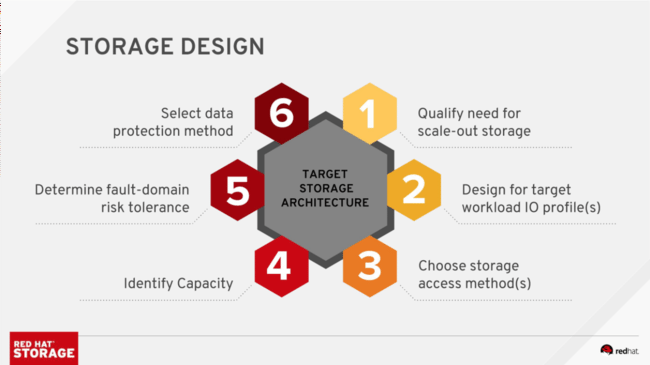 STORAGE DESIGN
6
Select data
protection method
1
Qualify need for
scale-out storage
5
Determine fault-domain
risk tolerance
TARGET
STORAGE
ARCHITECTURE
2
Design for target
workload IO profile(s)
4
Identify Capacity
3
Choose storage
access method(s)
RED HAT'
STORAGE
redhat.